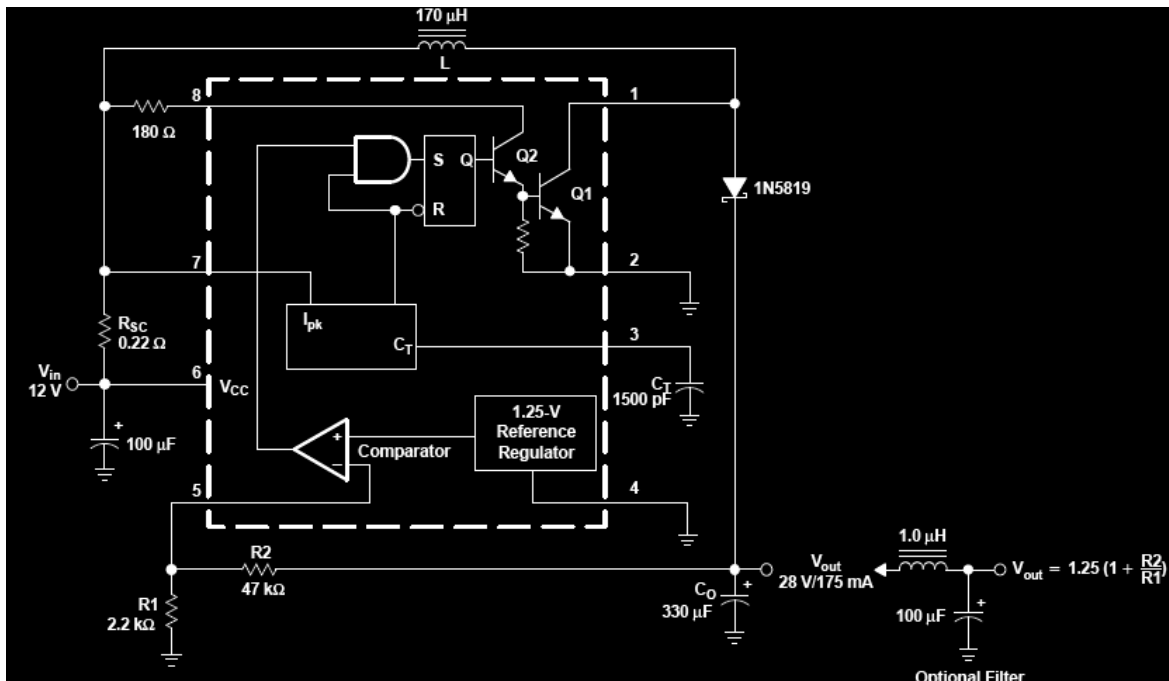 170 μH
L
8
1
180 Ω
S
Q
Q2
Q1
R
1N5819
7
2
Ipk
CT
3
RSC
0.22 Ω
Vin
12 V
6
VCC
CT
1500 pF
100 μF
+
+
–
Comparator
1.25-V
Reference
Regulator
5
4
R2
47 kΩ
R1
2.2 kΩ
Vout
28 V/175 mA
CO
330 μF
+
1.0 μH
Vout = 1.25 (1 + R2/R1)
100 μF
+
Optional Filter